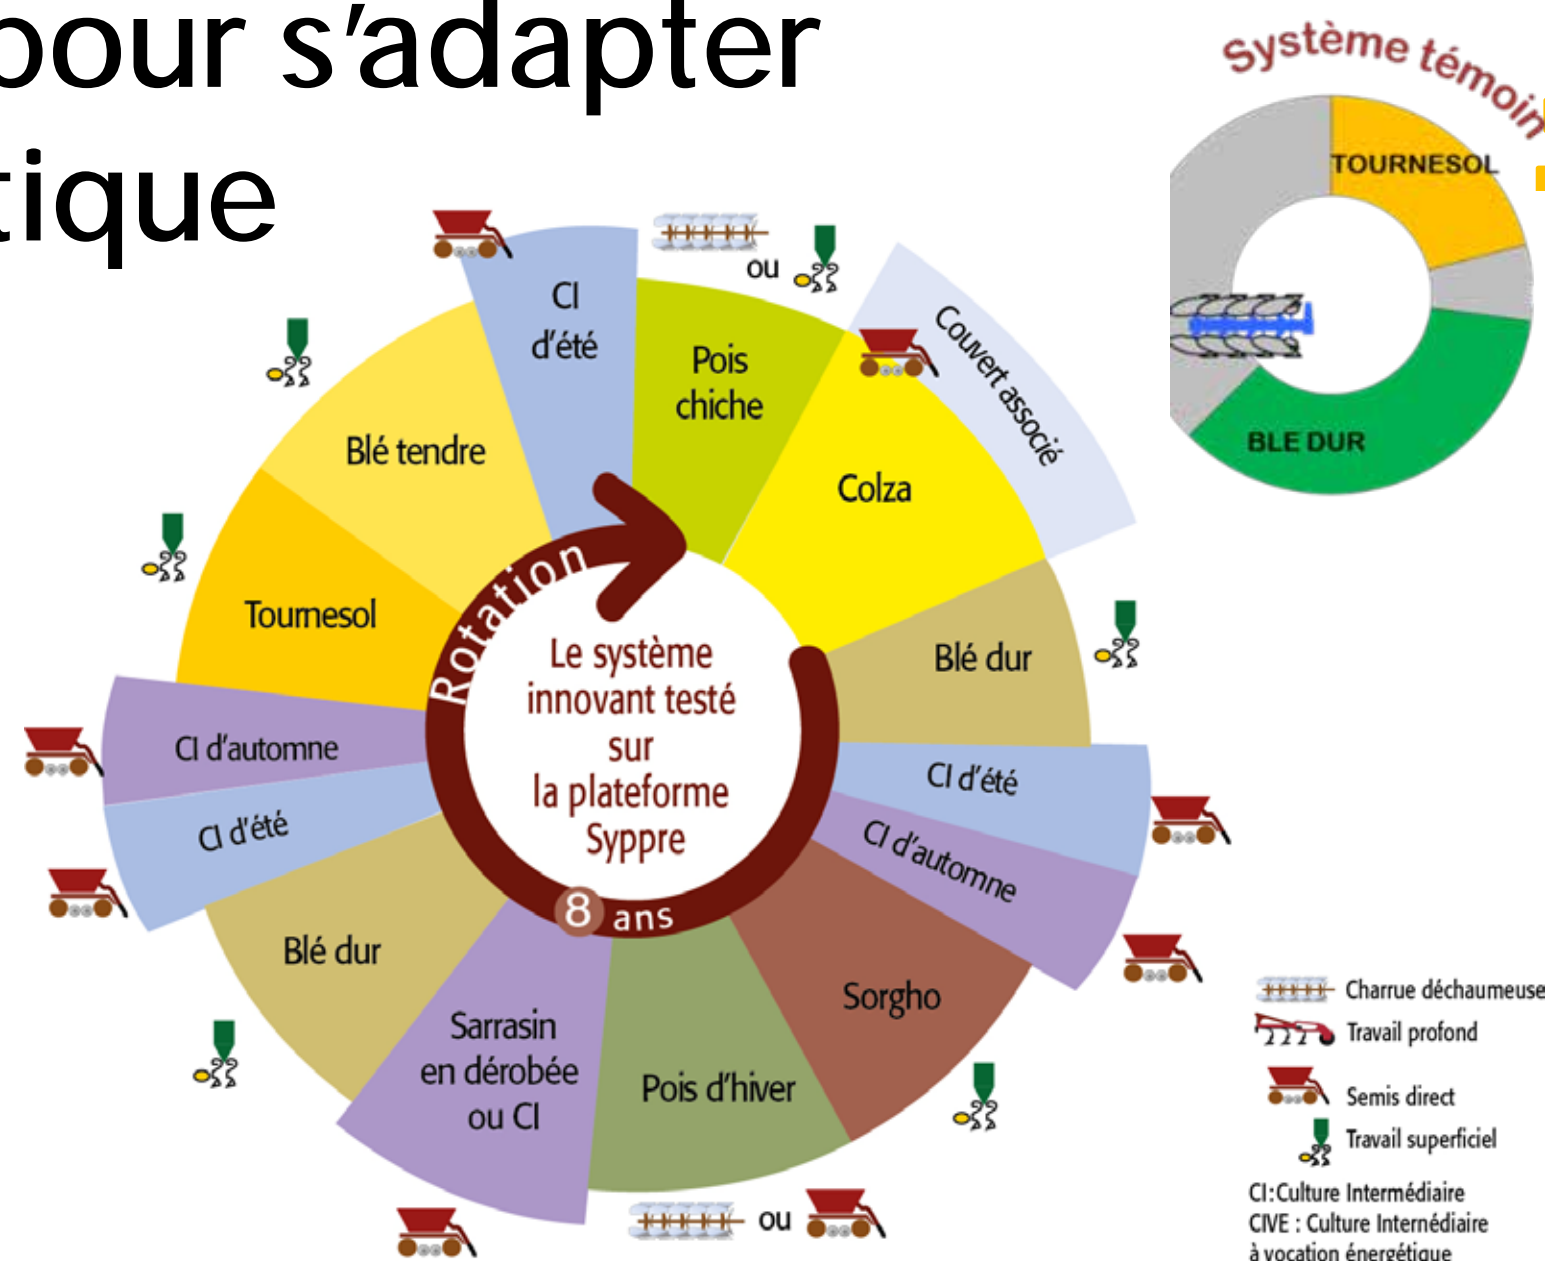 pour s'adapter
tique
Système témoin
TOURNESOL
BLE DUR
CI
d'été
ou
Pois
chiche
Couvert associé
Colza
Blé dur
CI d'été
CI d'automne
Sorgho
Pois d'hiver
ou
Sarrasin
en dérobée
ou CI
Blé dur
CI d'été
CI d'automne
Tournesol
Blé tendre
Rotation
8 ans
Le système
innovant testé
sur
la plateforme
Syppre
Charrue déchaumeuse
Travail profond
Semis direct
Travail superficiel
CI:Culture Intermédiaire
CIVE : Culture Internédiaire
à vocation énergétique